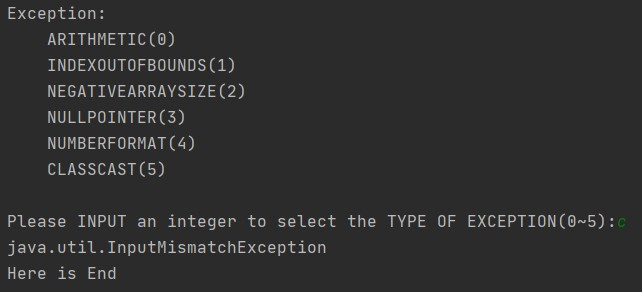 Exception:
ARITHMETIC(0)
INDEXOUTOFBOUNDS(1)
NEGATIVEARRAYSIZE(2)
NULLPOINTER(3)
NUMBERFORMAT(4)
CLASSCAST(5)
Please INPUT an integer to select the TYPE OF EXCEPTION(0~5):c
java.util.InputMismatchException
Here is End